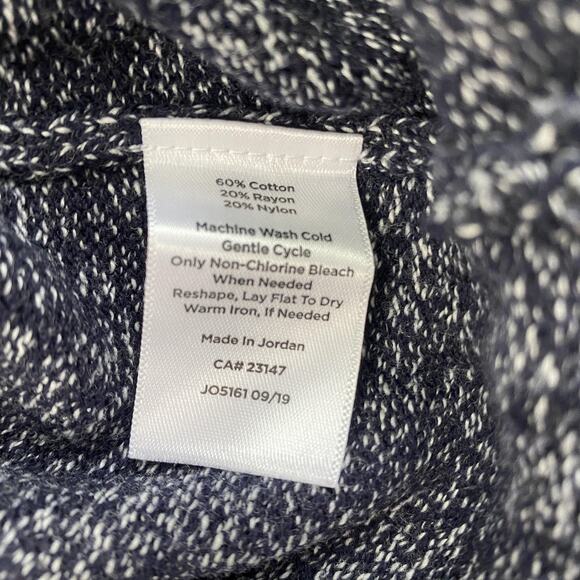 60% Cotton
20% Rayon
20% Nylon
Machine Wash Cold
Gentle Cycle
Only Non-Chlorine Bleach
When Needed
Reshape, Lay Flat To Dry
Warm Iron, If Needed
Made In Jordan
CA# 23147
JO5161 09/19